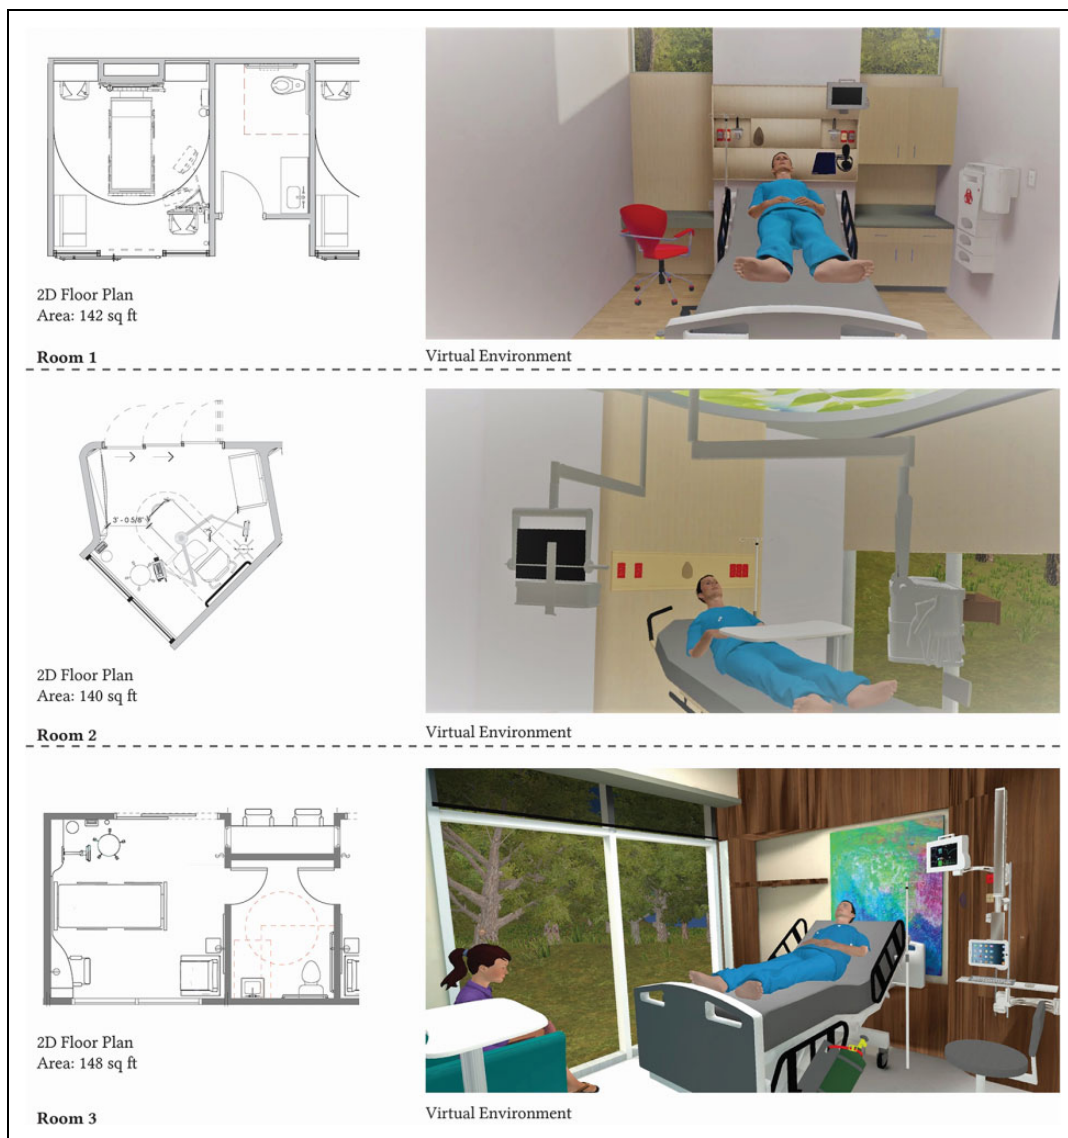 2D Floor Plan
Area: 142 sq ft
Room 1
Virtual Environment
3' - 0 5/8"
2D Floor Plan
Area: 140 sq ft
Room 2
Virtual Environment
2D Floor Plan
Area: 148 sq ft
Room 3
Virtual Environment